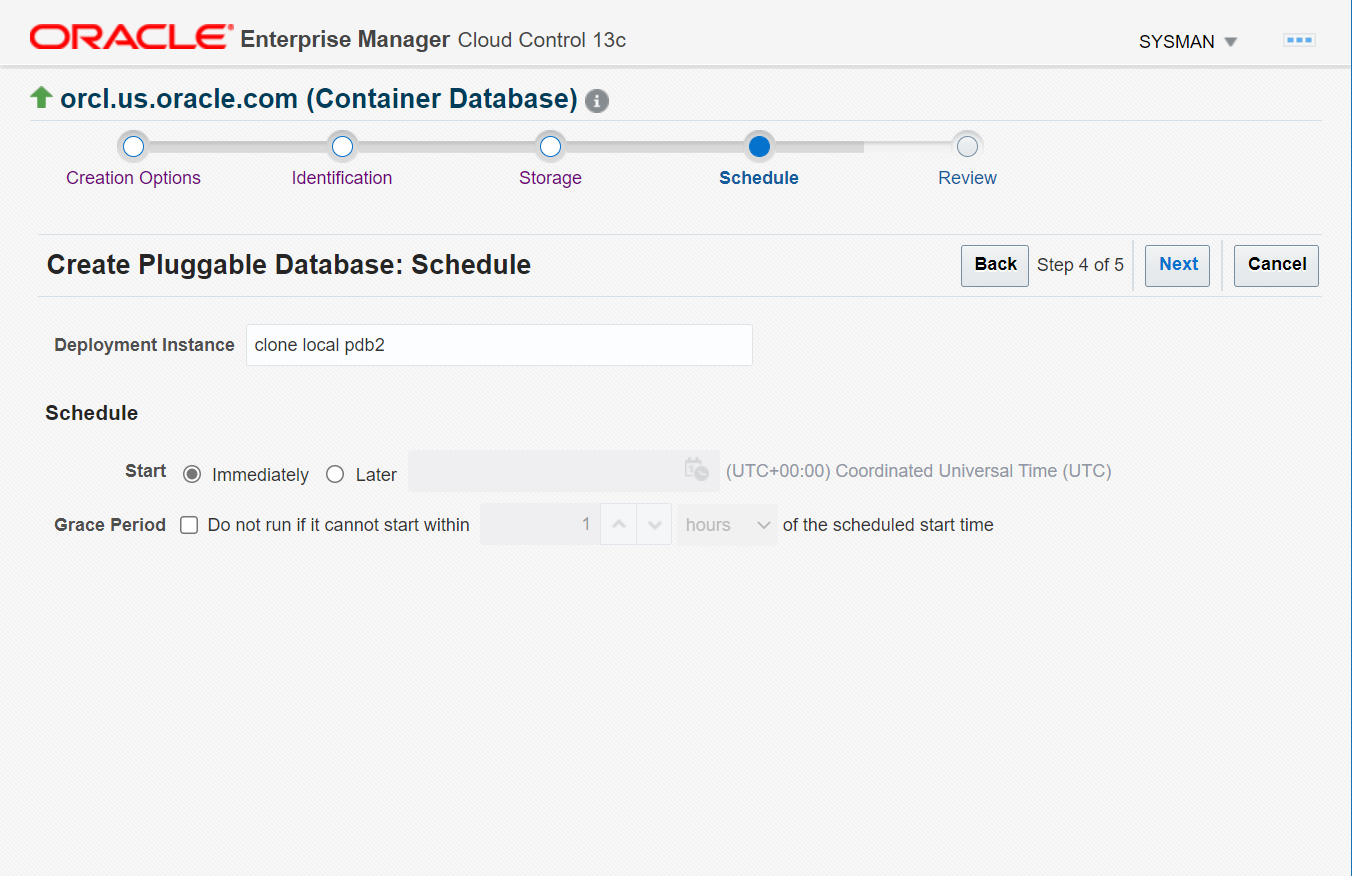 ORACLE® Enterprise Manager Cloud Control 13c
SYSMAN
orcl.us.oracle.com (Container Database)
Creation Options
Identification
Storage
Schedule
Review
Create Pluggable Database: Schedule
Back Step 4 of 5 Next Cancel
Deployment Instance clone local pdb2
Schedule
Start Immediately Later (UTC+00:00) Coordinated Universal Time (UTC)
Grace Period Do not run if it cannot start within 1 hours of the scheduled start time